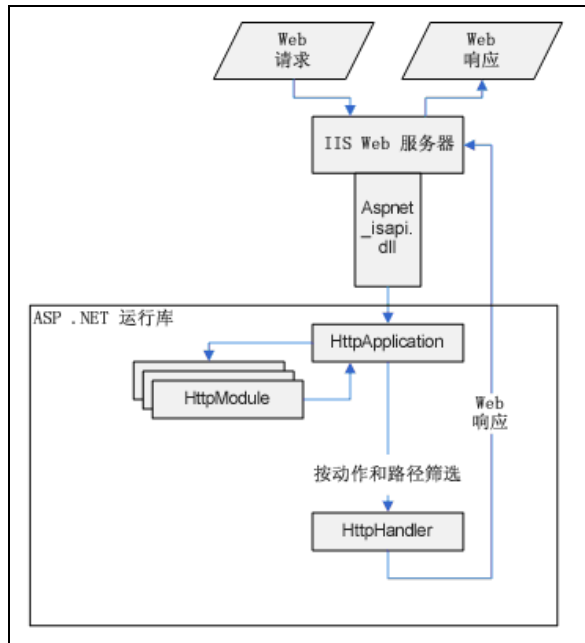 Web
请求
Web
响应
IIS Web 服务器
Aspnet
_isapi.
dll
ASP .NET 运行库
HttpApplication
HttpModule
Web
响应
按动作和路径筛选
HttpHandler